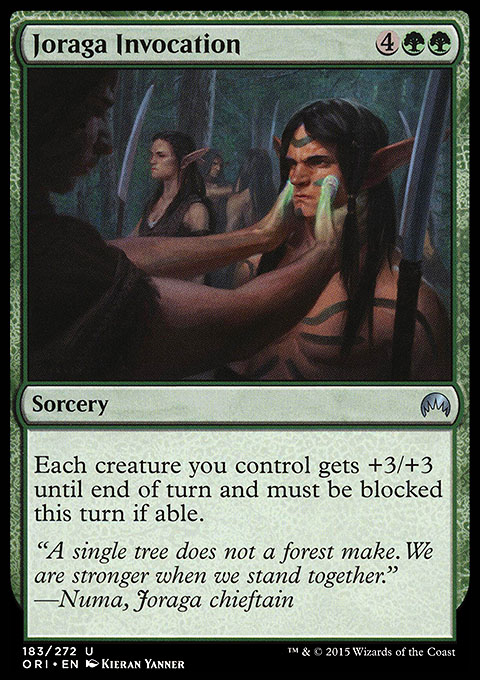 Joraga Invocation 4
Sorcery
Each creature you control gets +3/+3
until end of turn and must be blocked
this turn if able.
“A single tree does not a forest make. We
are stronger when we stand together.”
—Numa, Joraga chieftain
183/272 U
ORI • EN Kieran Yanner
™ & © 2015 Wizards of the Coast